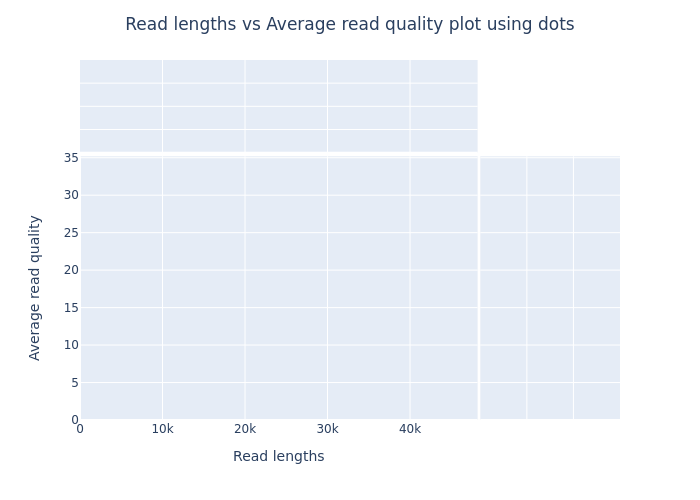 Read lengths vs Average read quality plot using dots
35
30
25
20
15
10
5
0
Average read quality
0 10k 20k 30k 40k
Read lengths